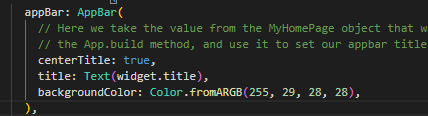 appBar: AppBar(
// Here we take the value from the MyHomePage object that w
// the App.build method, and use it to set our appbar title
centerTitle: true,
title: Text(widget.title),
backgroundColor: Color.fromARGB(255, 29, 28, 28),
),